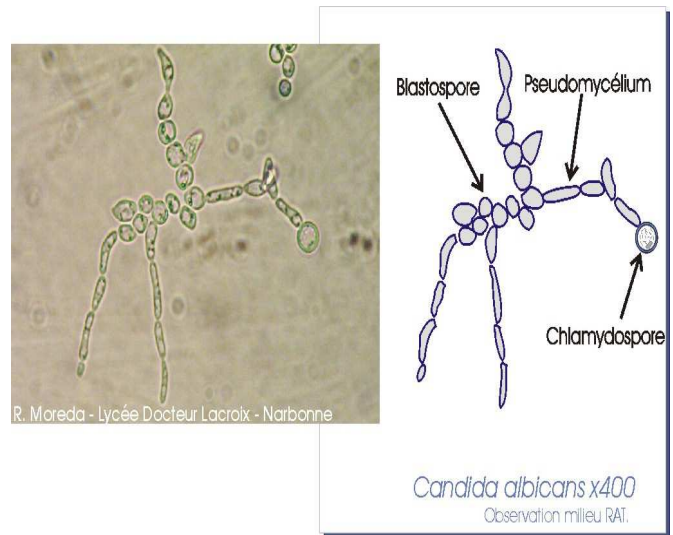 Blastospore
Pseudomycélium
Chlamydospore
R. Moreda - Lycée Docteur Lacroix - Narbonne
Candida albicans x400
Observation milieu RAT.